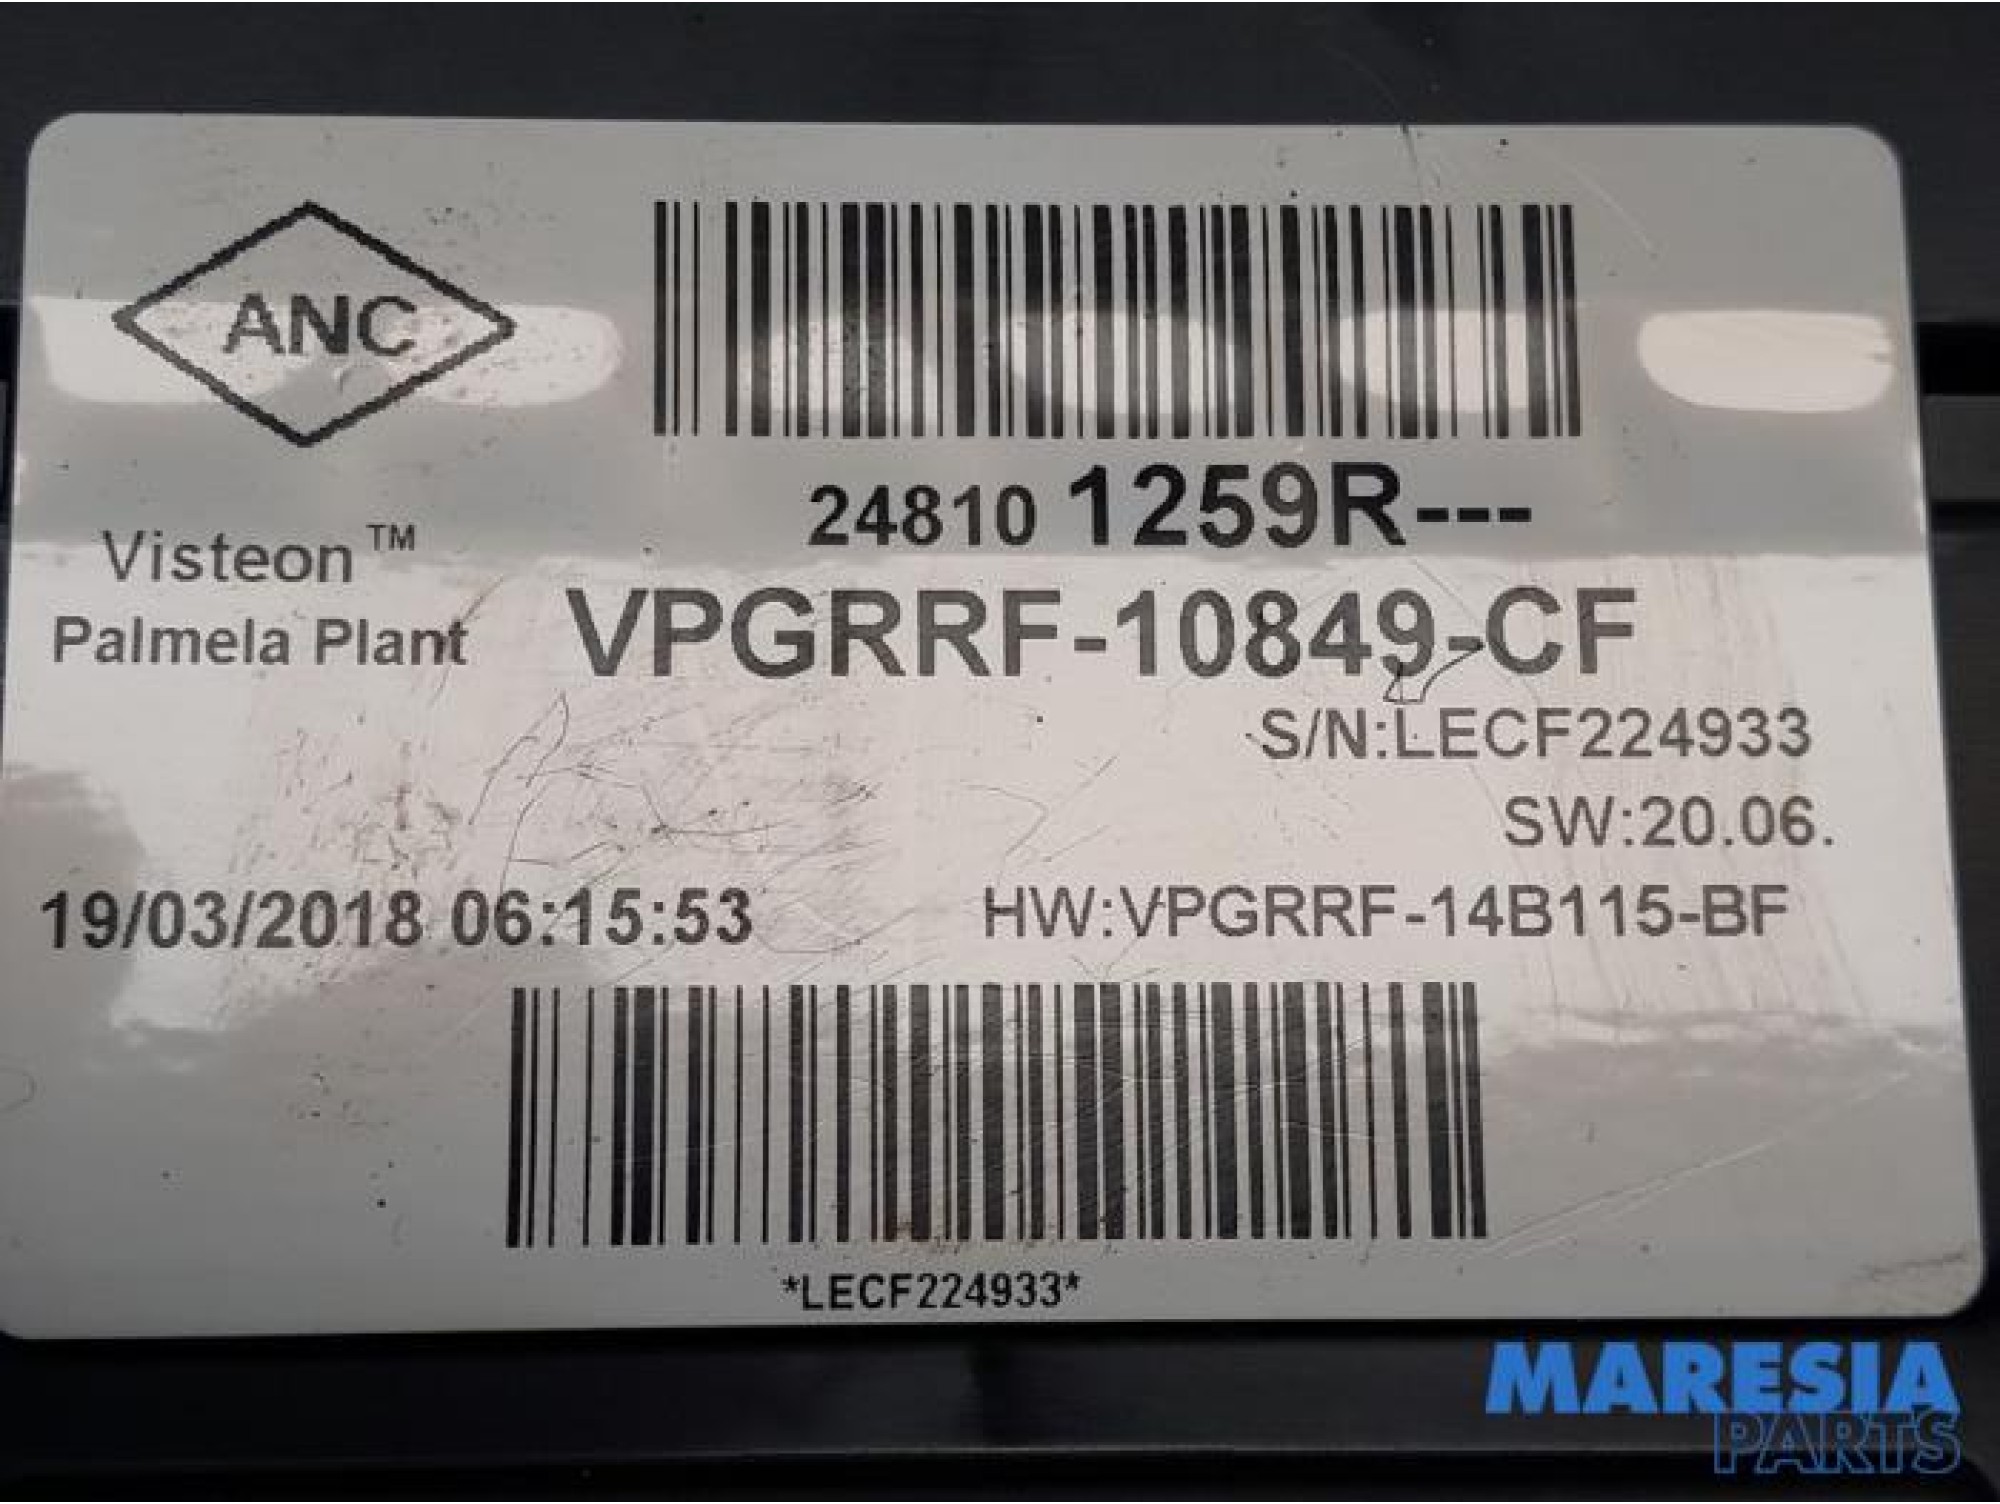 ANC
24810 1259R---
Visteon™
Palmela Plant
VPGRRF-10849-CF
S/N:LECF224933
SW:20.06.
19/03/2018 06:15:53
HW:VPGRRF-14B115-BF
*LECF224933*
MARESIA
PARTS